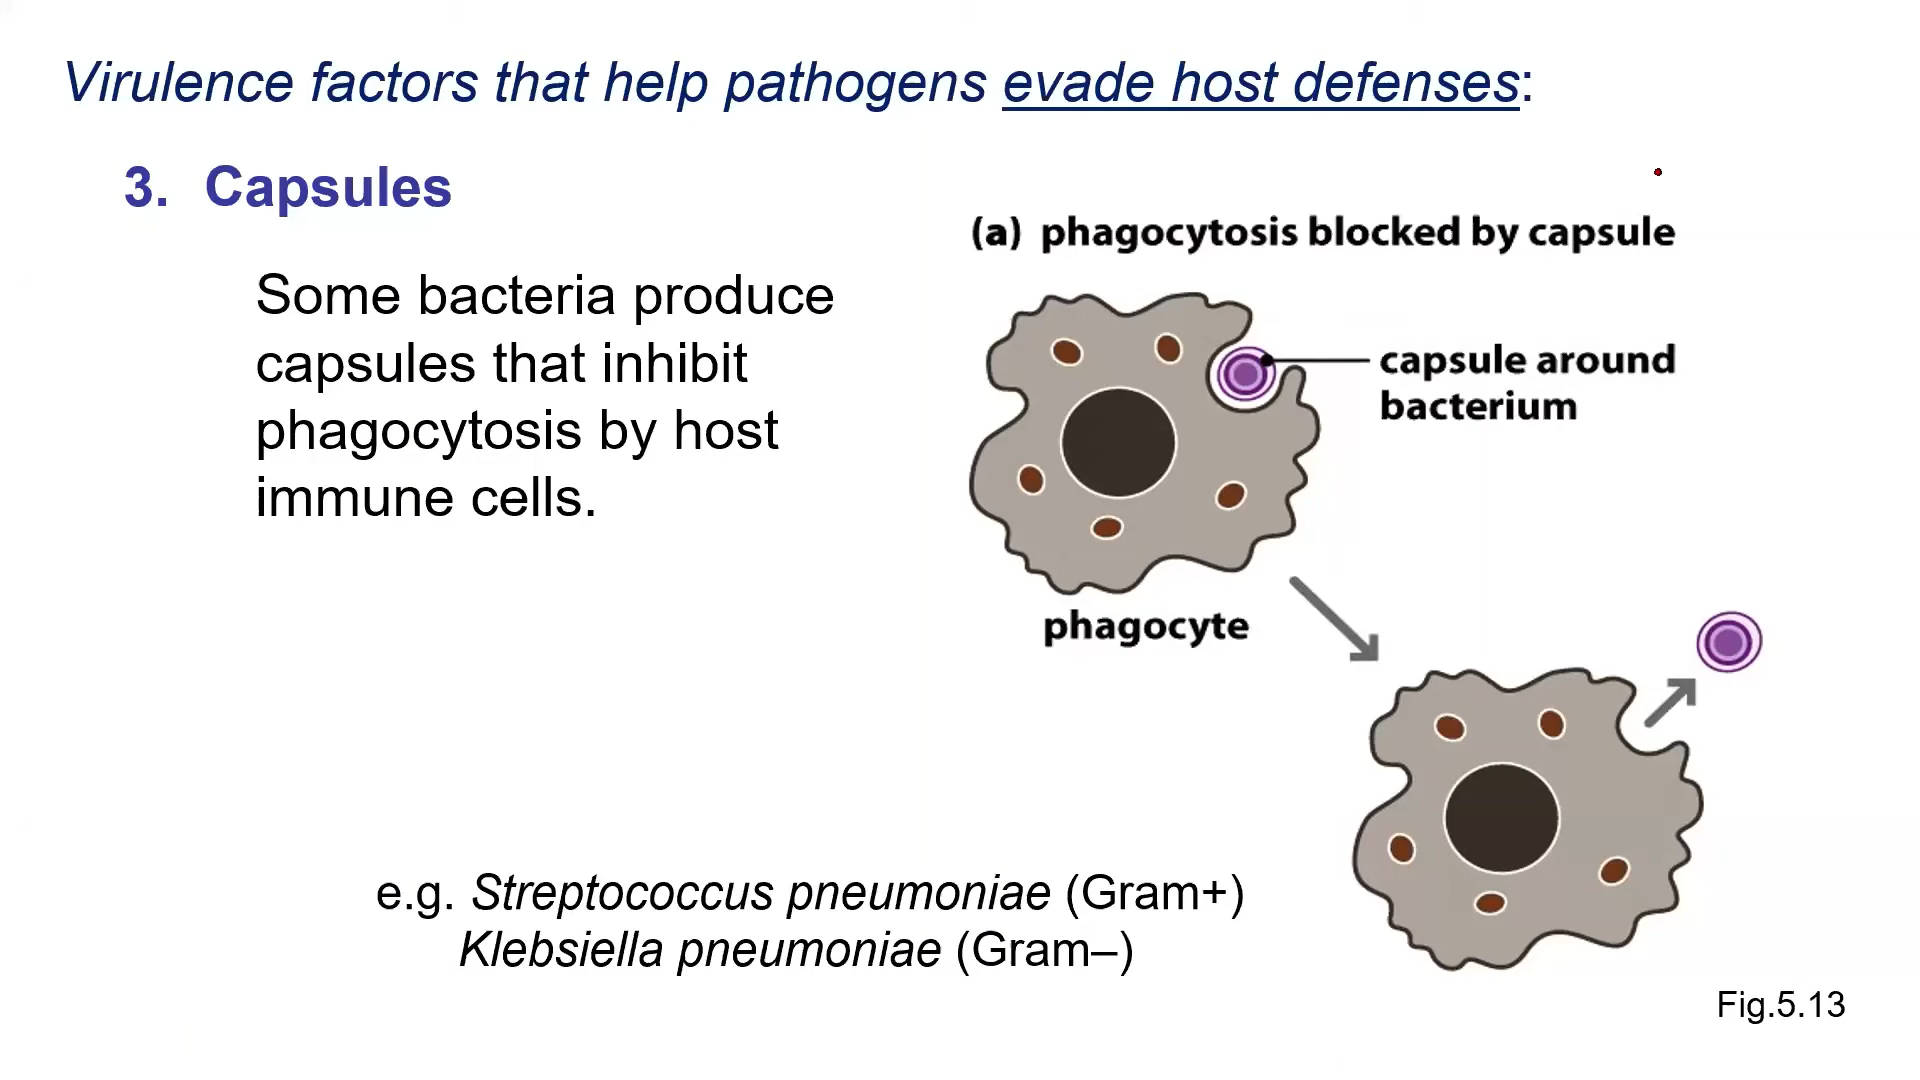 Virulence factors that help pathogens evade host defenses:
3. Capsules
Some bacteria produce
capsules that inhibit
phagocytosis by host
immune cells.
(a) phagocytosis blocked by capsule
capsule around
bacterium
phagocyte
e.g. Streptococcus pneumoniae (Gram+)
Klebsiella pneumoniae (Gram–)
Fig.5.13